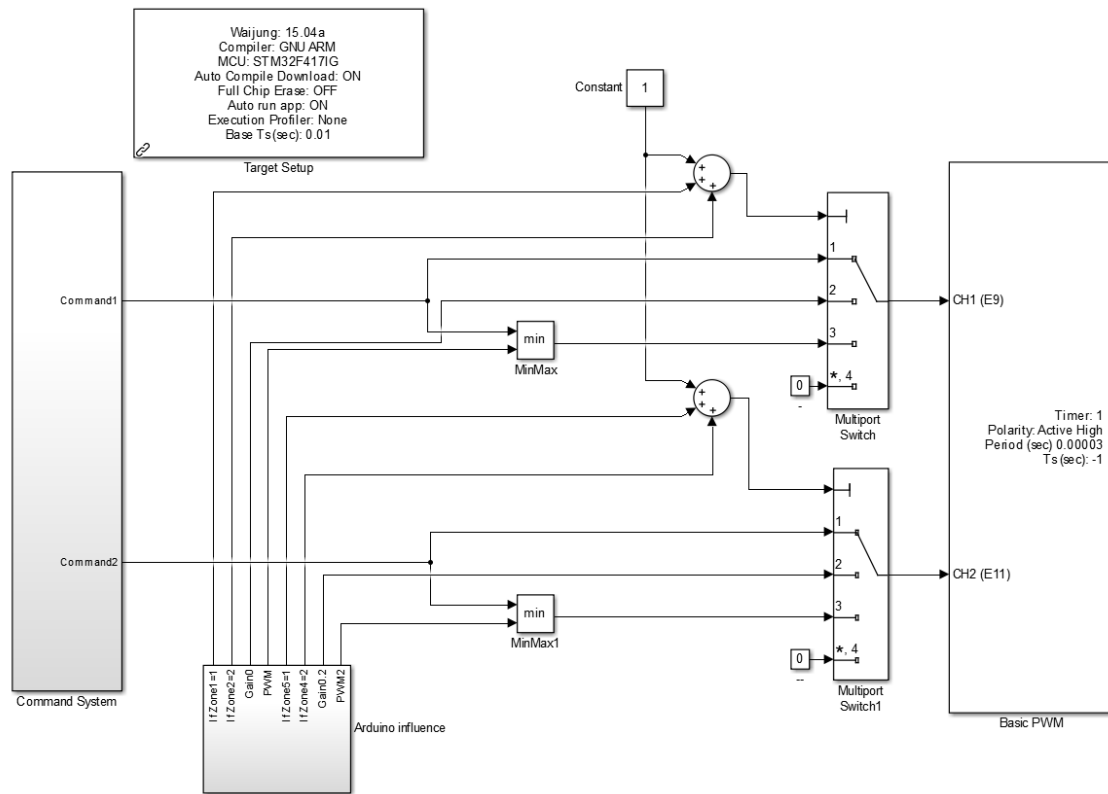 Waijung: 15.04a
Compiler: GNU ARM
MCU: STM32F417IG
Auto Compile Download: ON
Full Chip Erase: OFF
Auto run app: ON
Execution Profiler: None
Base Ts(sec): 0.01
Target Setup
Constant
1
+
+
+
Command1
Command2
Command System
min
MinMax
1
2
3
*, 4
0
-
Multiport
Switch
CH1 (E9)
+
+
+
Timer: 1
Polarity: Active High
Period (sec) 0.00003
Ts(sec): -1
min
MinMax1
1
2
3
*, 4
0
--
Multiport
Switch1
CH2 (E11)
Basic PWM
IfZone1=1
IfZone2=2
Gain0
PWM
IfZone5=1
IfZone4=2
Gain0.2
PWM2
Arduino influence